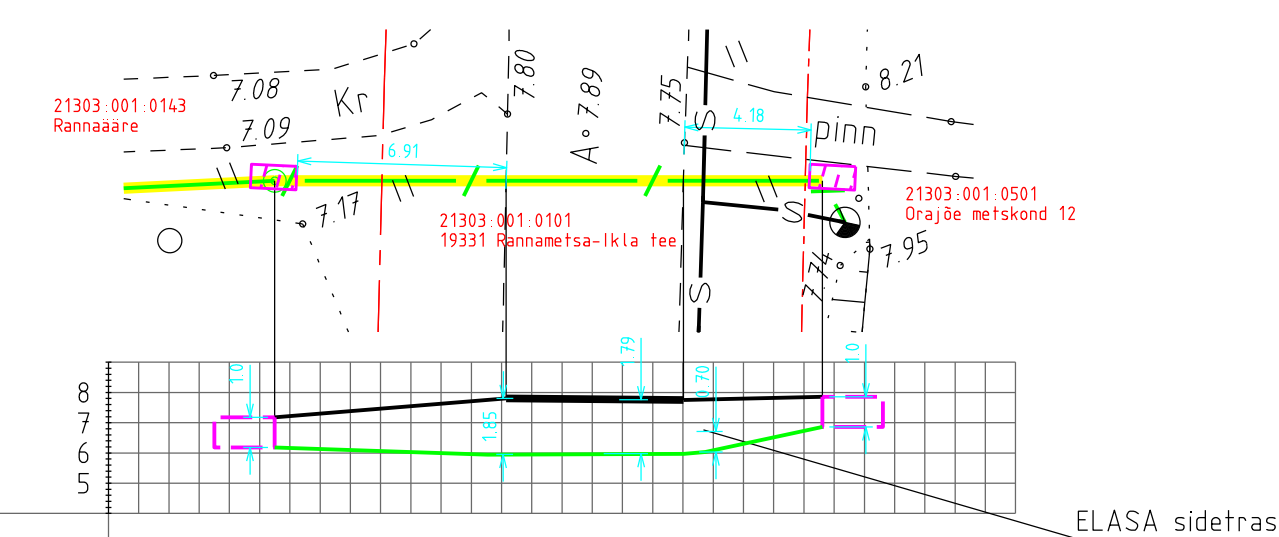 7.80
7.89
7.75
8.21
7.08
Kr
21303:001:0143
Rannaääre
7.09
4.18
S
pinn
6.91
A
7.17
21303:001:0501
Orajõe metskond 12
21303:001:0101
19331 Rannametsa-Ikla tee
S
7.95
7.74
S
1.0
1.79
0.70
1.0
8
7
1.85
6
5
ELASA sidetras